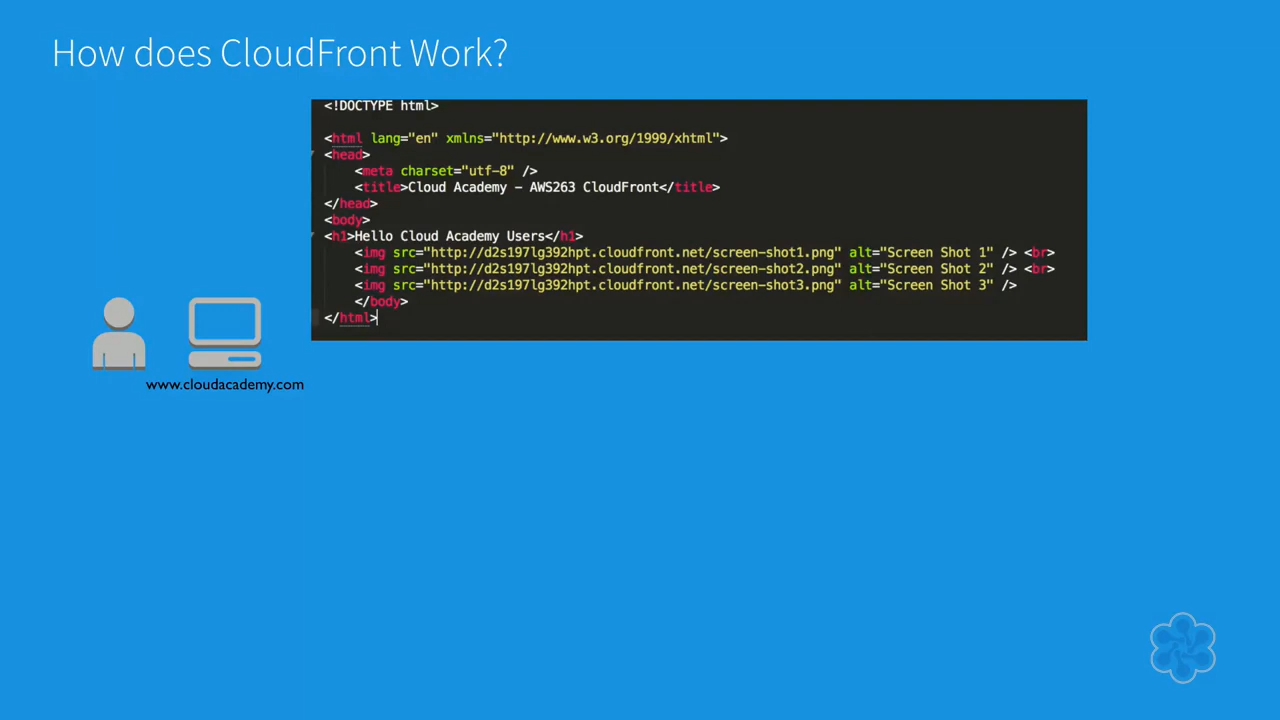 How does CloudFront Work?
<!DOCTYPE html>
<html lang="en" xmlns="http://www.w3.org/1999/xhtml">
<head>
<meta charset="utf-8" />
<title>Cloud Academy - AWS263 CloudFront</title>
</head>
<body>
<h1>Hello Cloud Academy Users</h1>
<img src="http://d2s197lg392hpt.cloudfront.net/screen-shot1.png" alt="Screen Shot 1" /> <br>
<img src="http://d2s197lg392hpt.cloudfront.net/screen-shot2.png" alt="Screen Shot 2" /> <br>
<img src="http://d2s197lg392hpt.cloudfront.net/screen-shot3.png" alt="Screen Shot 3" />
</body>
</html>
www.cloudacademy.com